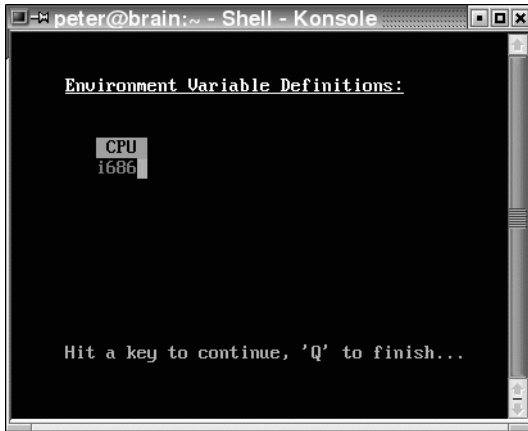 peter@brain:~ - Shell - Konsole
Environment Variable Definitions:
CPU
i686
Hit a key to continue, 'Q' to finish...